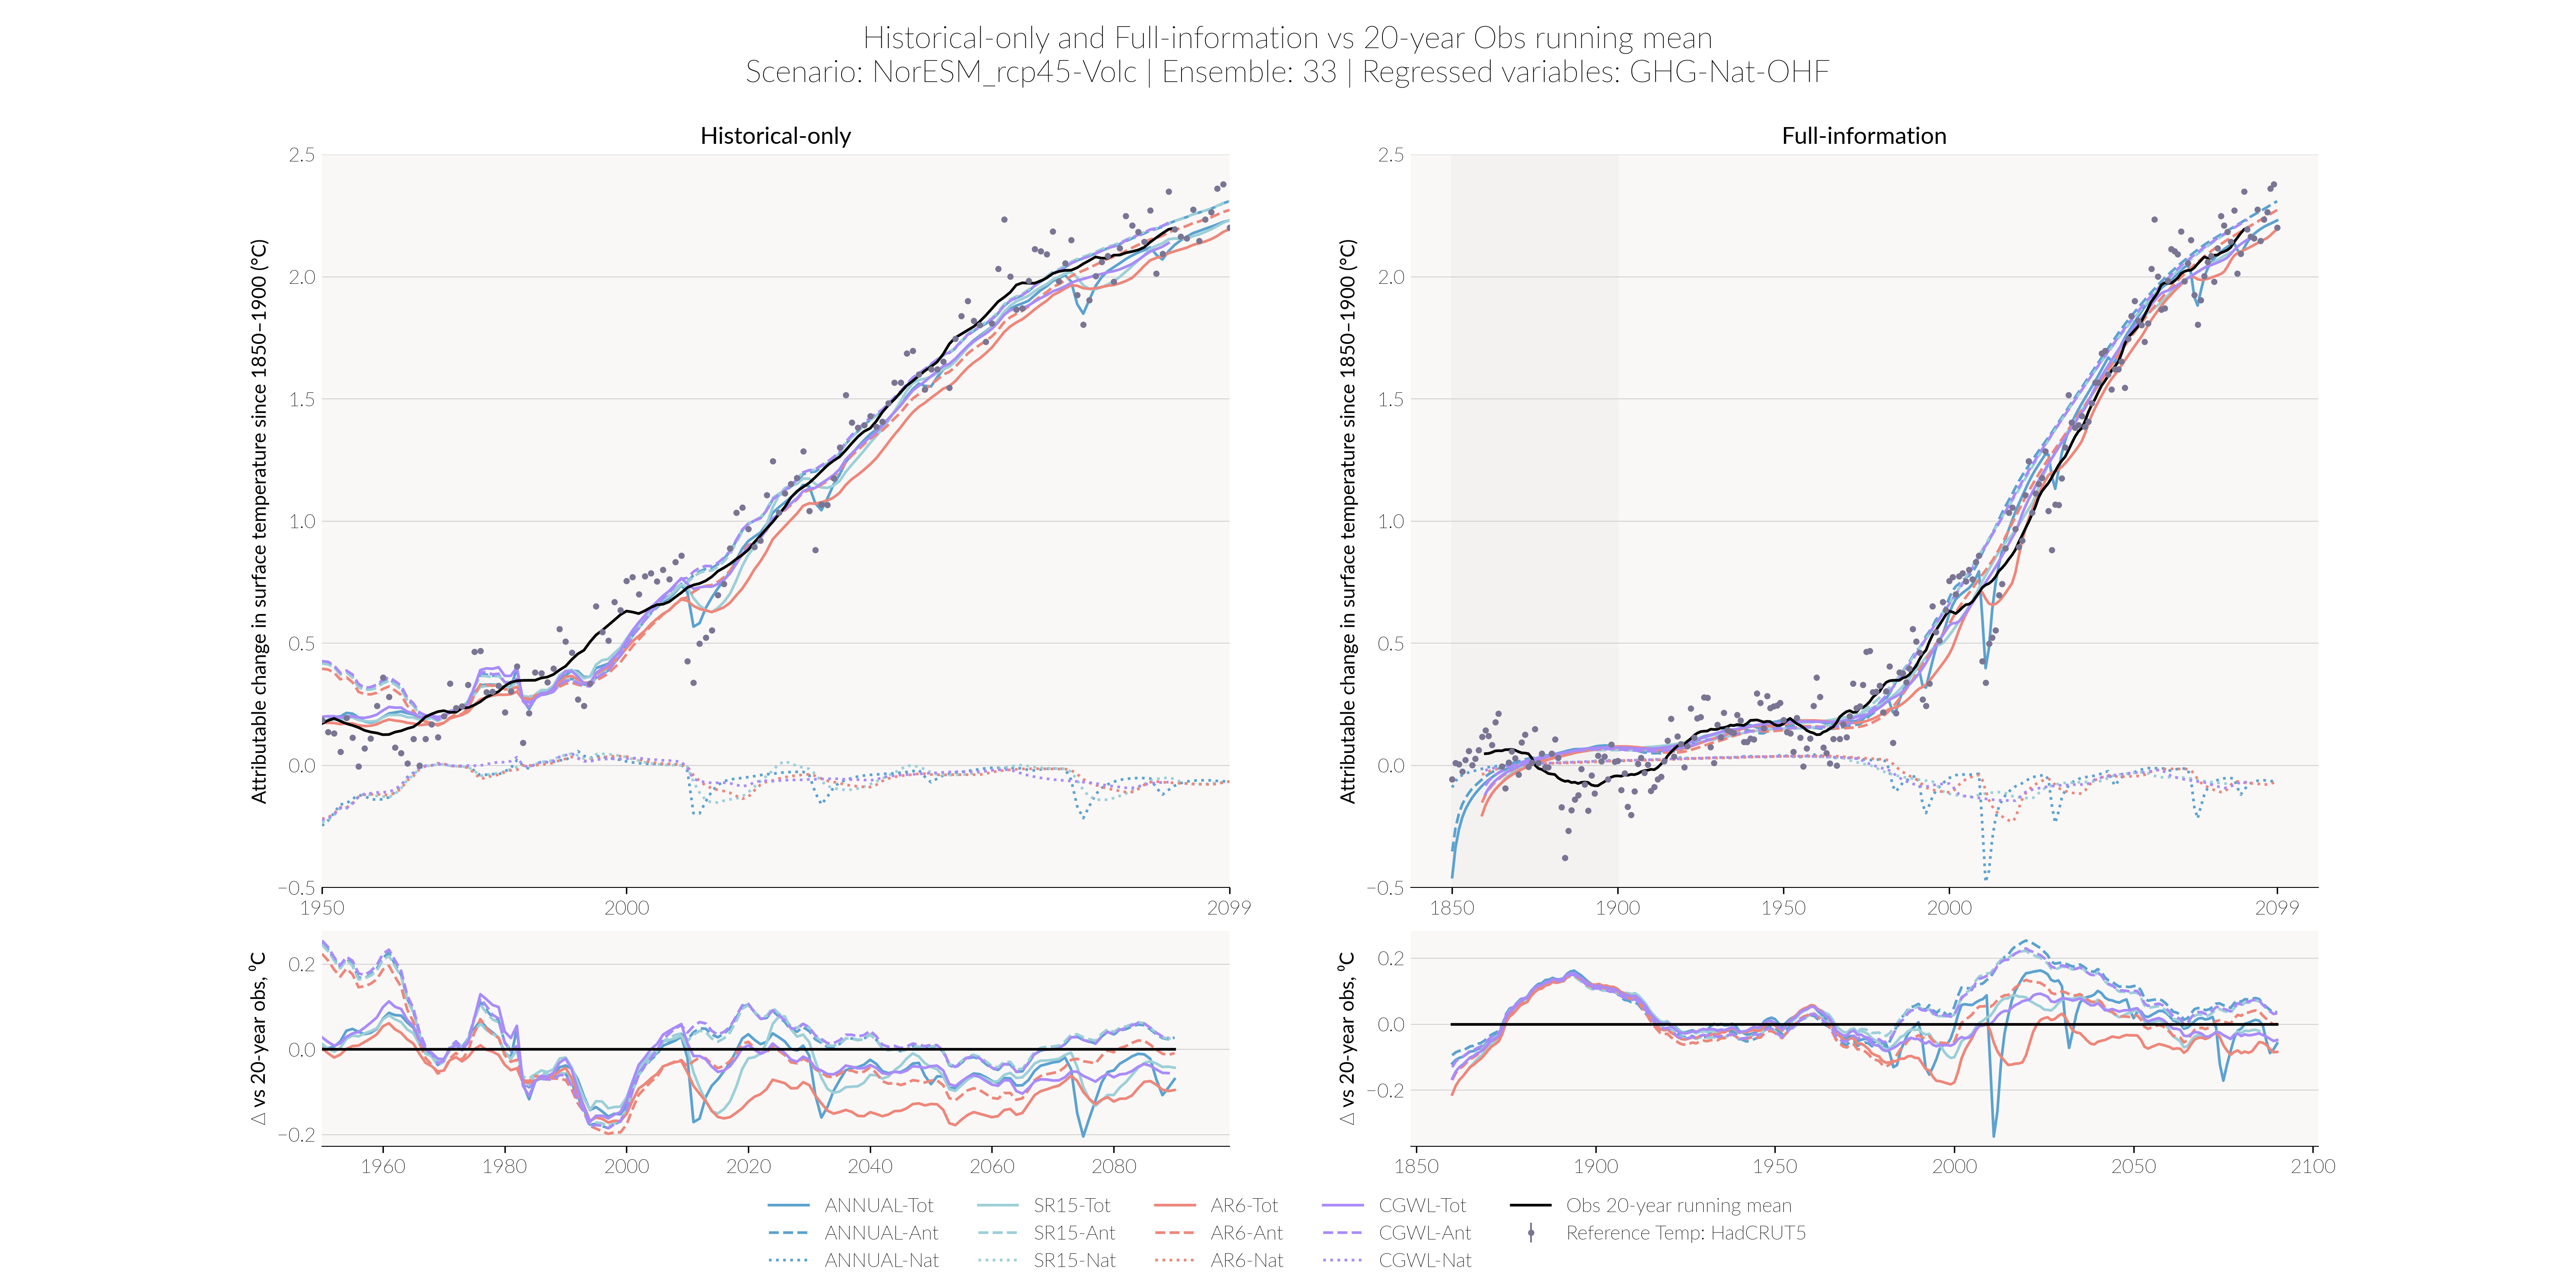 Historical-only and Full-information vs 20-year Obs running mean
Scenario: NorESM_rcp45-Volc | Ensemble: 33 | Regressed variables: GHG-Nat-OHF
Historical-only
Attributable change in surface temperature since 1850–1900 (°C)
2.5
2.0
1.5
1.0
0.5
0.0
−0.5
1950 2000 2099
Full-information
Attributable change in surface temperature since 1850–1900 (°C)
2.5
2.0
1.5
1.0
0.5
0.0
−0.5
1850 1900 1950 2000 2099
△ vs 20-year obs, ⁰C
0.2
0.0
−0.2
1960 1980 2000 2020 2040 2060 2080
△ vs 20-year obs, ⁰C
0.2
0.0
−0.2
1850 1900 1950 2000 2050 2100
ANNUAL-Tot SR15-Tot AR6-Tot CGWL-Tot Obs 20-year running mean
ANNUAL-Ant SR15-Ant AR6-Ant CGWL-Ant Reference Temp: HadCRUT5
ANNUAL-Nat SR15-Nat AR6-Nat CGWL-Nat